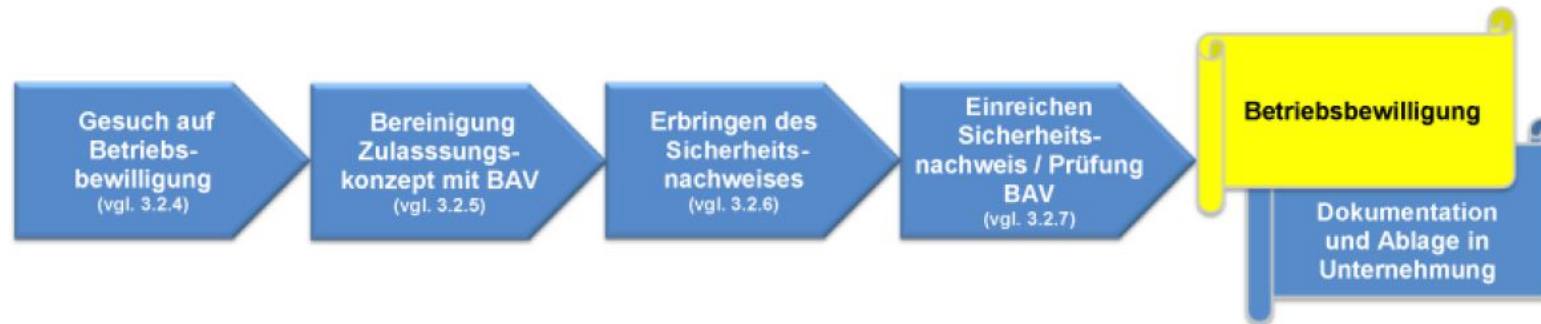 Gesuch auf
Betriebs-
bewilligung
(vgl. 3.2.4)
Bereinigung
Zulasssungs-
konzept mit BAV
(vgl. 3.2.5)
Erbringen des
Sicherheits-
nachweises
(vgl. 3.2.6)
Einreichen
Sicherheits-
nachweis / Prüfung
BAV
(vgl. 3.2.7)
Betriebsbewilligung
Dokumentation
und Ablage in
Unternehmung